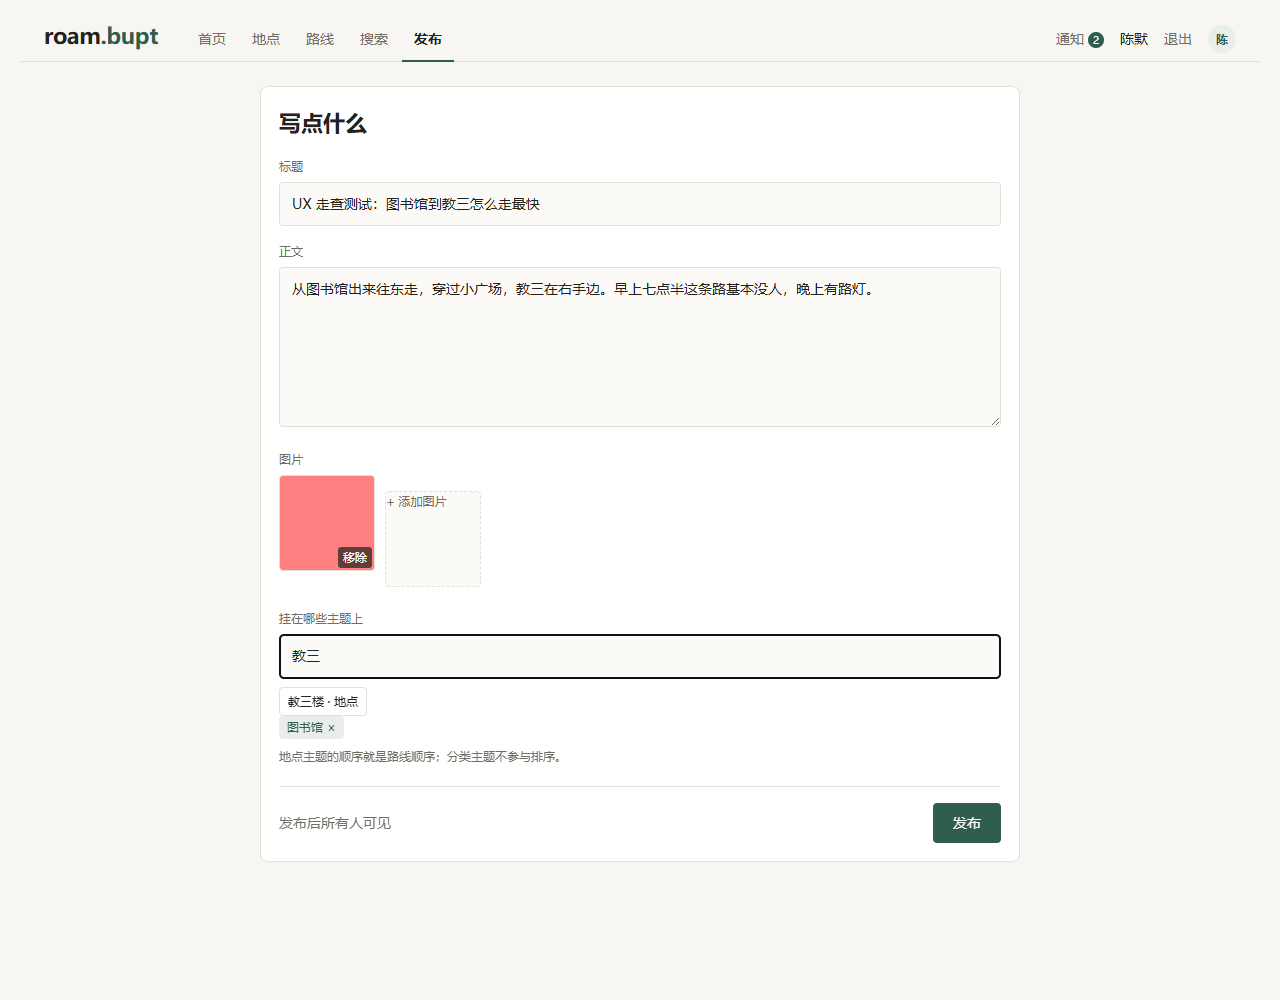 roam.bupt 首页 地点 路线 搜索 发布 通知 2 陈默 退出 陈
写点什么
标题
UX 走查测试：图书馆到教三怎么走最快
正文
从图书馆出来往东走，穿过小广场，教三在右手边。早上七点半这条路基本没人，晚上有路灯。
图片
+ 添加图片
移除
挂在哪些主题上
教三
教三楼 · 地点
图书馆 ×
地点主题的顺序就是路线顺序；分类主题不参与排序。
发布后所有人可见 发布